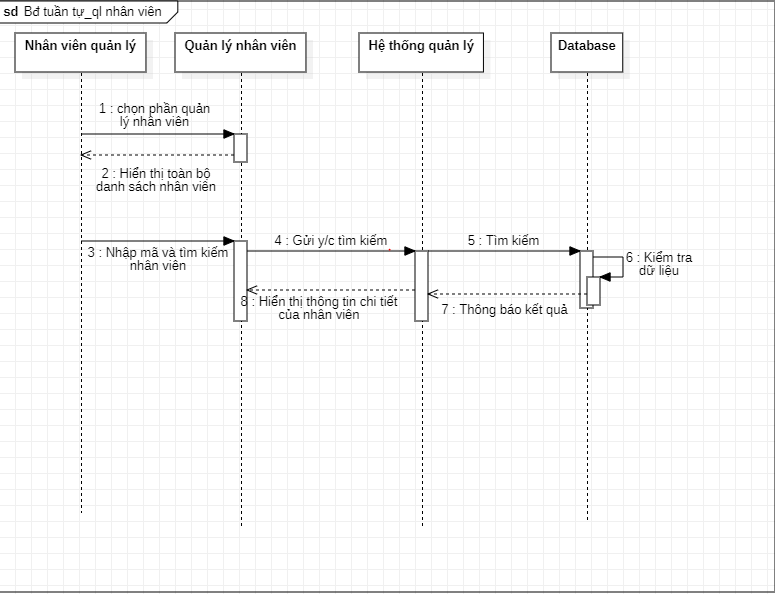 sd Bđ tuần tự_ql nhân viên
Nhân viên quản lý
Quản lý nhân viên
Hệ thống quản lý
Database
1 : chọn phần quản
lý nhân viên
2 : Hiển thị toàn bộ
danh sách nhân viên
3 : Nhập mã và tìm kiếm
nhân viên
4 : Gửi y/c tìm kiếm
5 : Tìm kiếm
6 : Kiểm tra
dữ liệu
7 : Thông báo kết quả
8 : Hiển thị thông tin chi tiết
của nhân viên